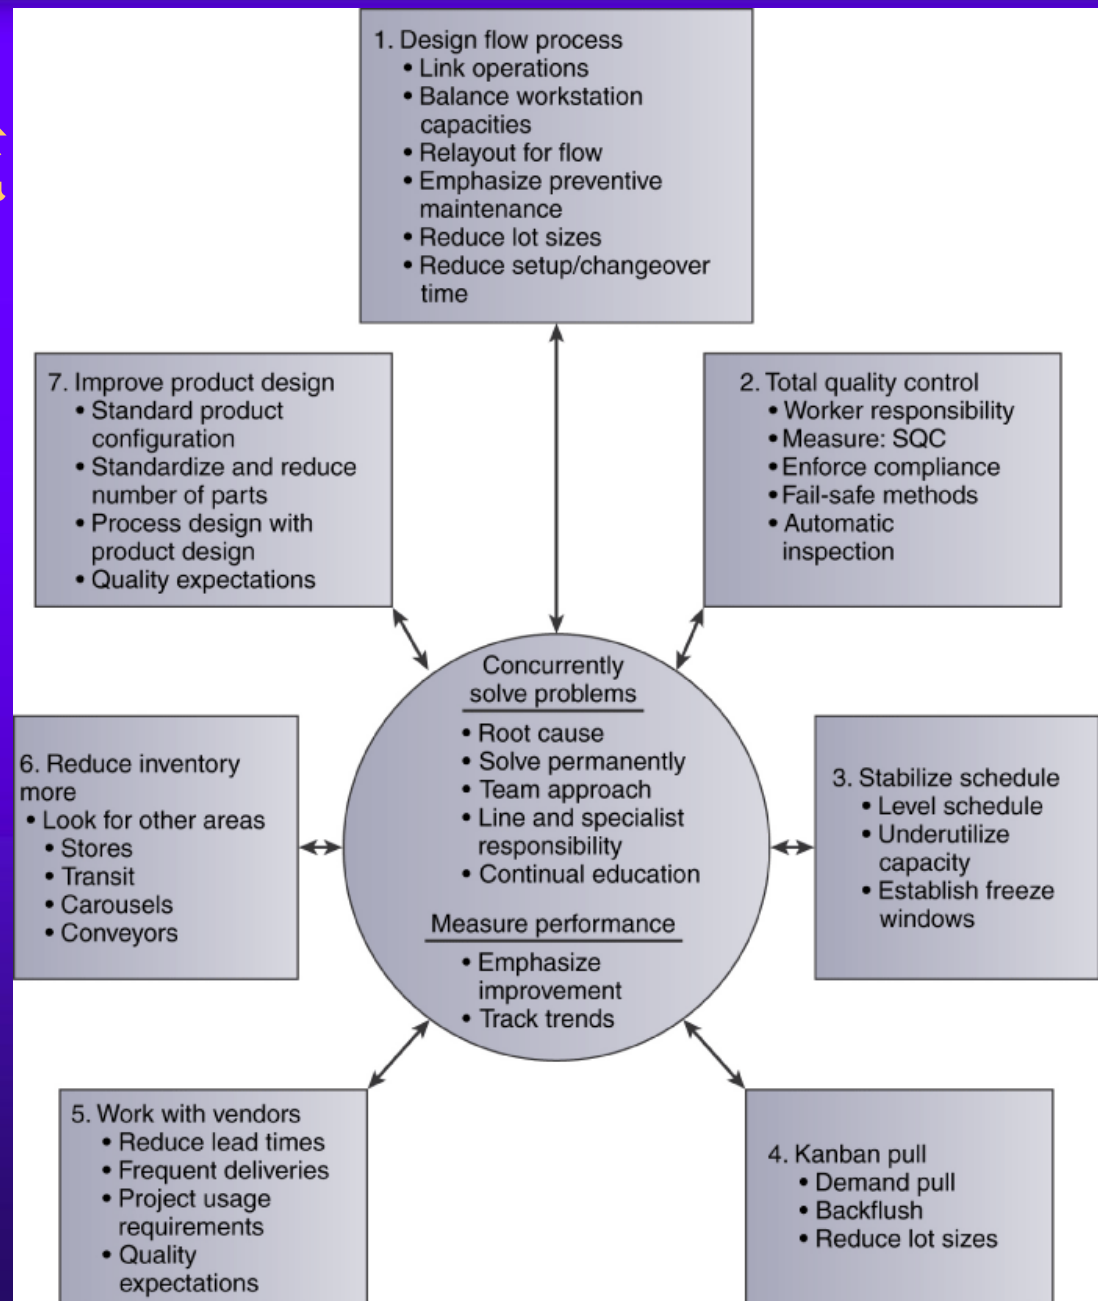 1. Design flow process
• Link operations
• Balance workstation
capacities
• Relayout for flow
• Emphasize preventive
maintenance
• Reduce lot sizes
• Reduce setup/changeover
time
7. Improve product design
• Standard product
configuration
• Standardize and reduce
number of parts
• Process design with
product design
• Quality expectations
2. Total quality control
• Worker responsibility
• Measure: SQC
• Enforce compliance
• Fail-safe methods
• Automatic
inspection
Concurrently
solve problems
• Root cause
• Solve permanently
• Team approach
• Line and specialist
responsibility
• Continual education
Measure performance
• Emphasize
improvement
• Track trends
6. Reduce inventory
more
• Look for other areas
• Stores
• Transit
• Carousels
• Conveyors
3. Stabilize schedule
• Level schedule
• Underutilize
capacity
• Establish freeze
windows
5. Work with vendors
• Reduce lead times
• Frequent deliveries
• Project usage
requirements
• Quality
expectations
4. Kanban pull
• Demand pull
• Backflush
• Reduce lot sizes